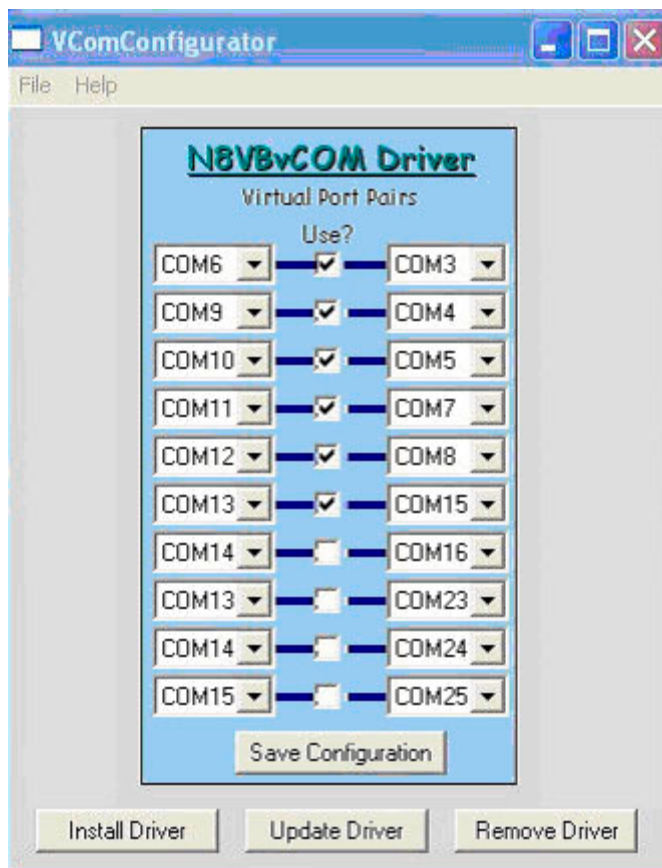 VComConfigurator
File Help
N8VBvCOM Driver
Virtual Port Pairs
Use?
COM6 COM3
COM9 COM4
COM10 COM5
COM11 COM7
COM12 COM8
COM13 COM15
COM14 COM16
COM13 COM23
COM14 COM24
COM15 COM25
Save Configuration
Install Driver Update Driver Remove Driver